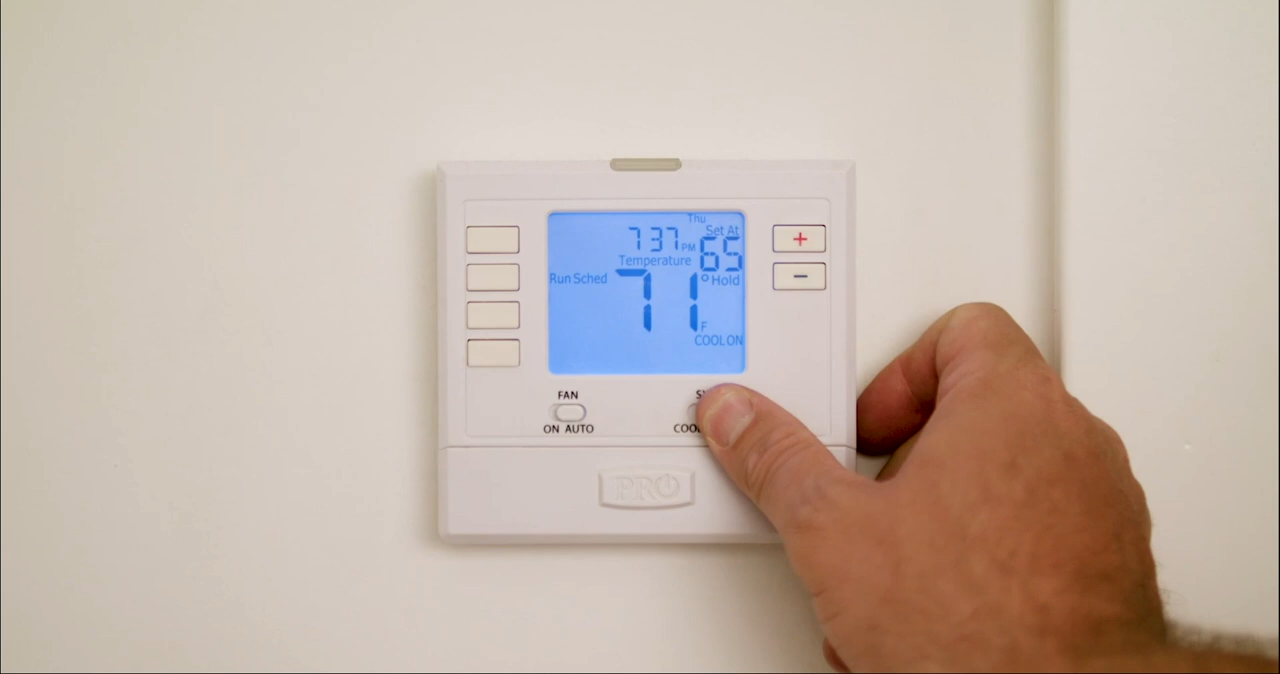 Thu
7 37 PM
Set At
65
Temperature
Run Sched
71° F
Hold
COOL ON
+
-
FAN
ON AUTO
PRO